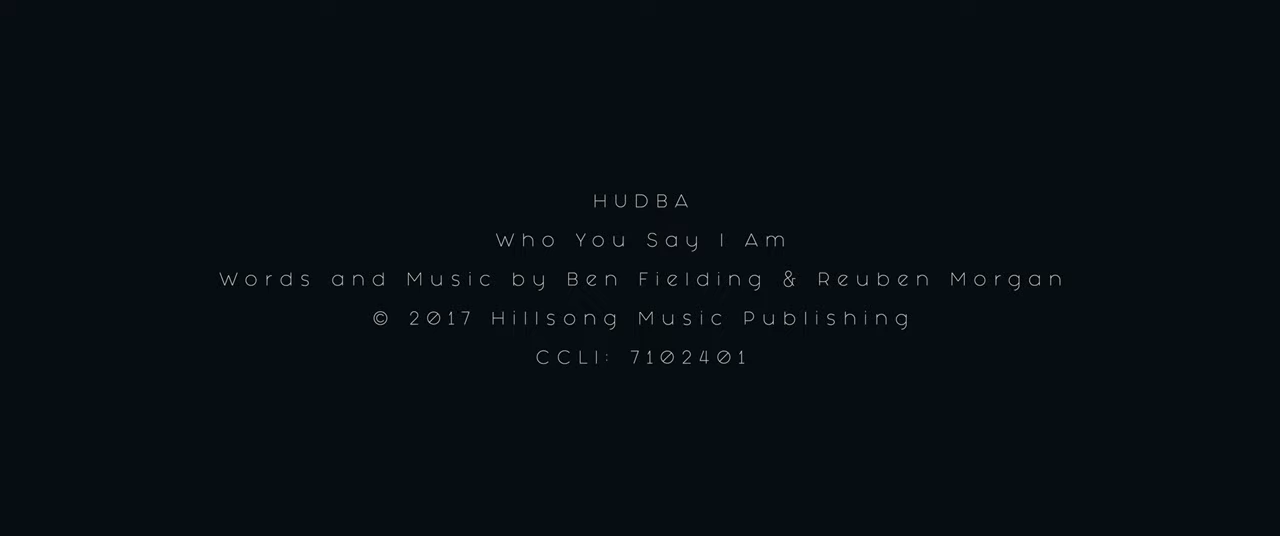 HUDBA
Who You Say I Am
Words and Music by Ben Fielding & Reuben Morgan
© 2017 Hillsong Music Publishing
CCLI: 7102401